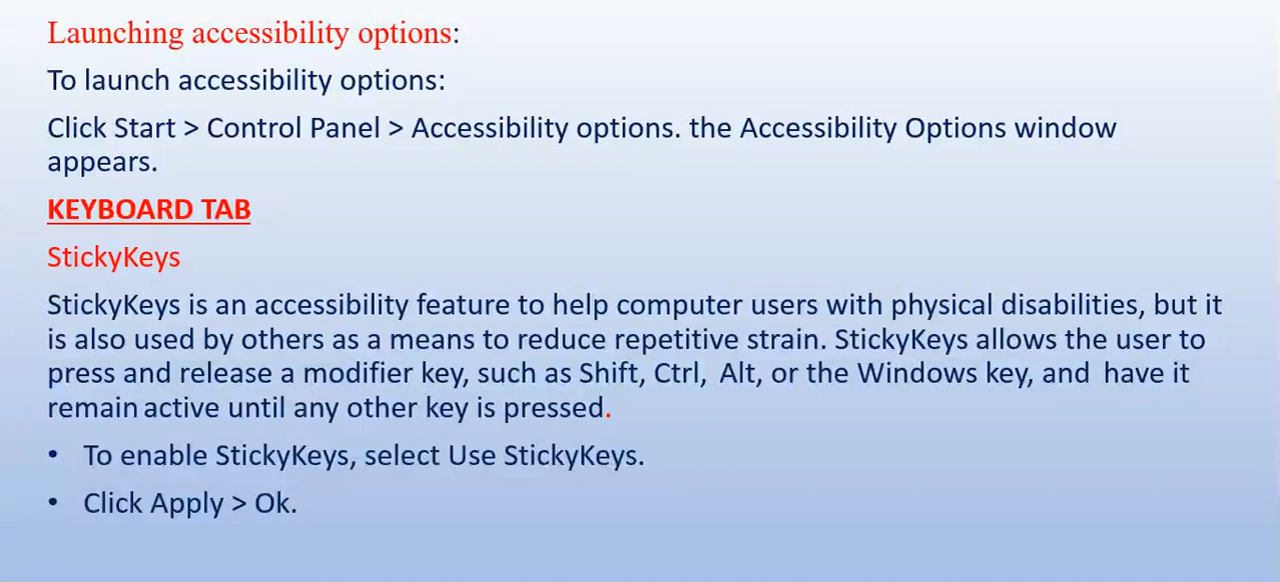 Launching accessibility options:
To launch accessibility options:
Click Start > Control Panel > Accessibility options. the Accessibility Options window
appears.
KEYBOARD TAB
StickyKeys
StickyKeys is an accessibility feature to help computer users with physical disabilities, but it
is also used by others as a means to reduce repetitive strain. StickyKeys allows the user to
press and release a modifier key, such as Shift, Ctrl, Alt, or the Windows key, and have it
remain active until any other key is pressed.
• To enable StickyKeys, select Use StickyKeys.
• Click Apply > Ok.